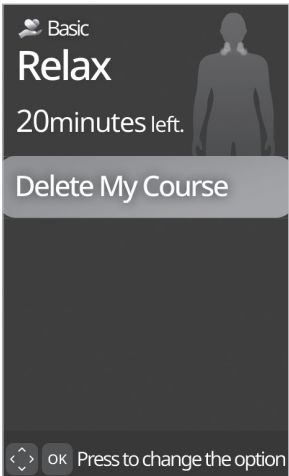 Basic
Relax
20minutes left.
Delete My Course
OK Press to change the option